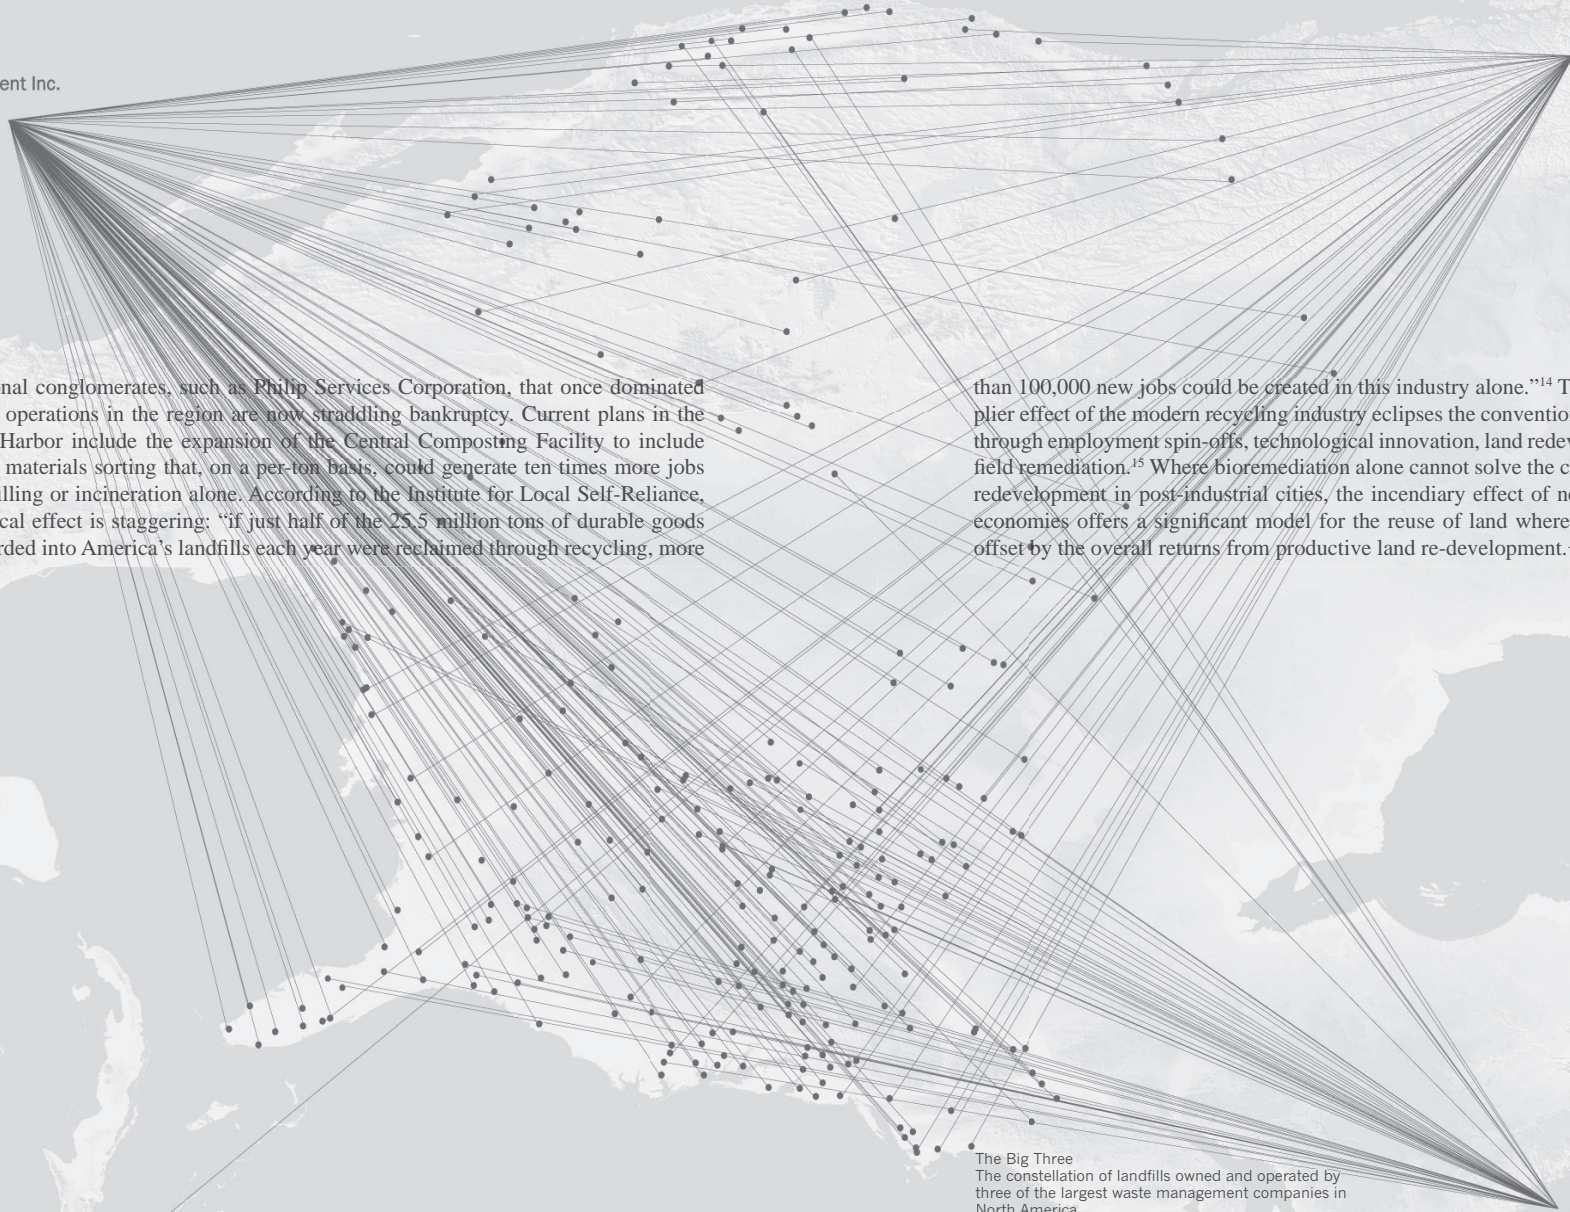 ent Inc.
nal conglomerates, such as Philip Services Corporation, that once dominated
operations in the region are now straddling bankruptcy. Current plans in the
Harbor include the expansion of the Central Composting Facility to include
materials sorting that, on a per-ton basis, could generate ten times more jobs
lling or incineration alone. According to the Institute for Local Self-Reliance,
cal effect is staggering: “if just half of the 25.5 million tons of durable goods
rded into America’s landfills each year were reclaimed through recycling, more
than 100,000 new jobs could be created in this industry alone.”14 T
plier effect of the modern recycling industry eclipses the conventio
through employment spin-offs, technological innovation, land redev
field remediation.15 Where bioremediation alone cannot solve the c
redevelopment in post-industrial cities, the incendiary effect of n
economies offers a significant model for the reuse of land where
offset by the overall returns from productive land re-development.
The Big Three
The constellation of landfills owned and operated by
three of the largest waste management companies in
North America